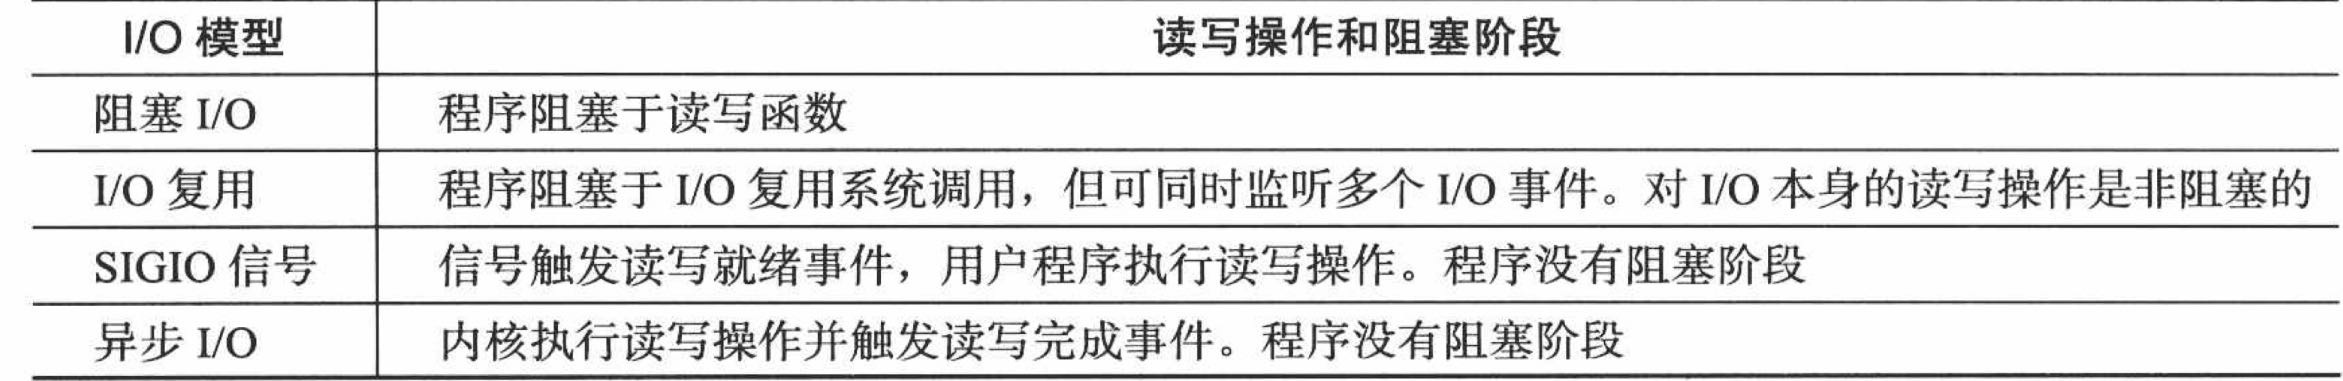 I/O 模型 读写操作和阻塞阶段
阻塞 I/O 程序阻塞于读写函数
I/O 复用 程序阻塞于 I/O 复用系统调用，但可同时监听多个 I/O 事件。对 I/O 本身的读写操作是非阻塞的
SIGIO 信号 信号触发读写就绪事件，用户程序执行读写操作。程序没有阻塞阶段
异步 I/O 内核执行读写操作并触发读写完成事件。程序没有阻塞阶段